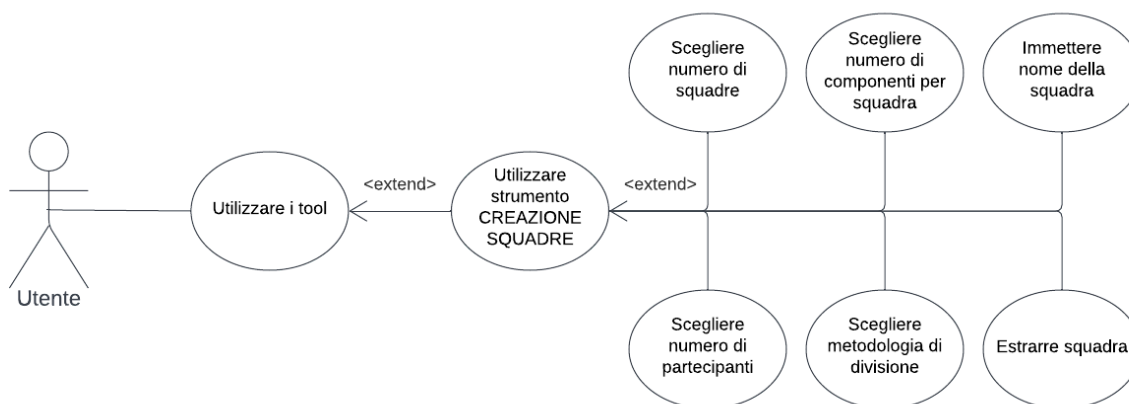 Scegliere
numero di
squadre
Scegliere
numero di
componenti per
squadra
Immettere
nome della
squadra
Utente
Utilizzare i tool
<extend>
Utilizzare
strumento
CREAZIONE
SQUADRE
<extend>
Scegliere
numero di
partecipanti
Scegliere
metodologia di
divisione
Estrarre squadra